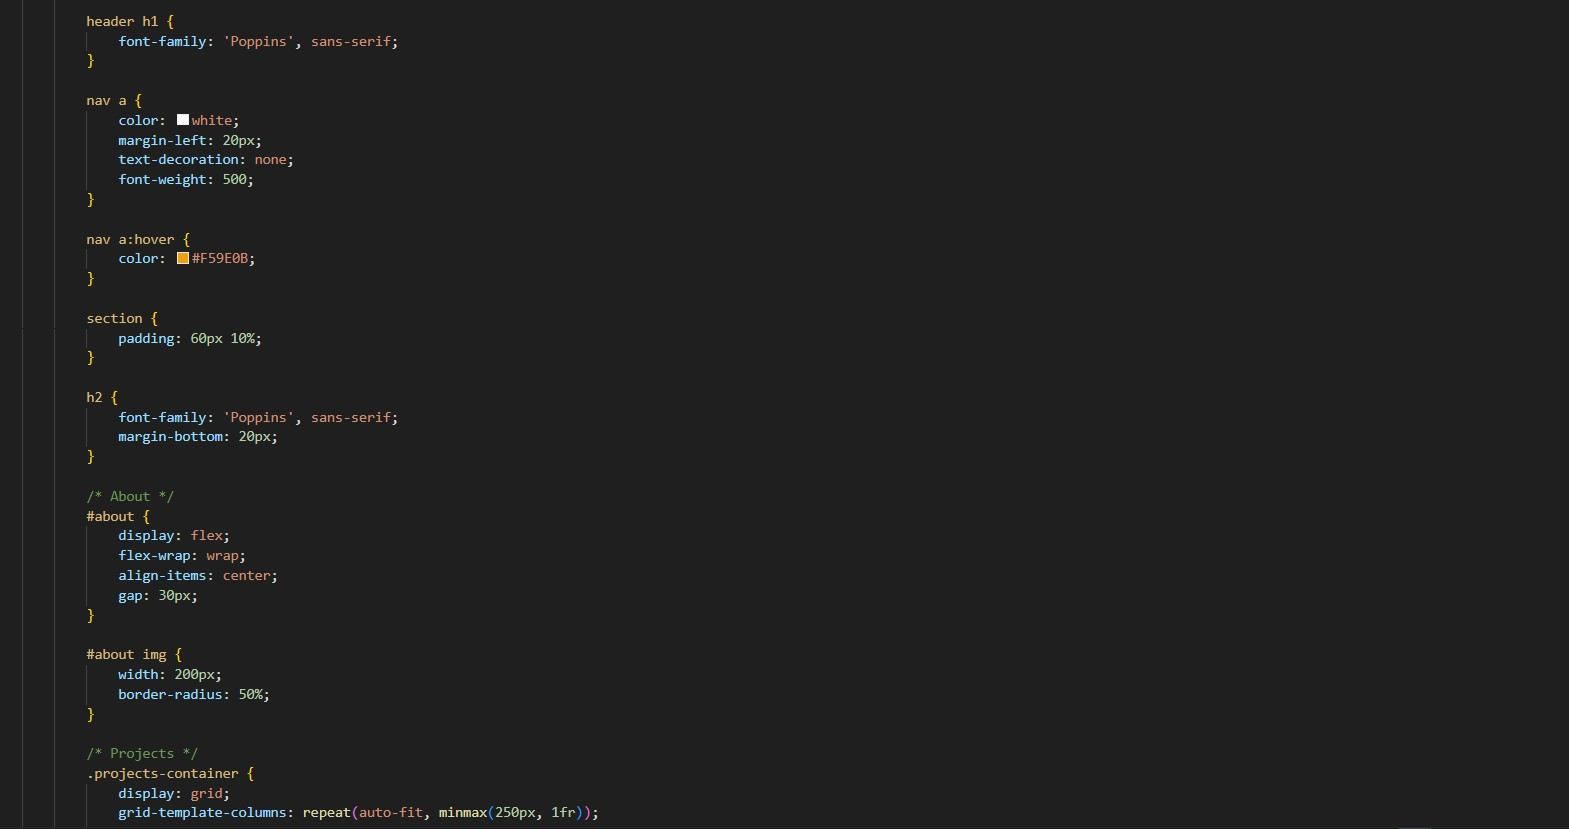 header h1 {
font-family: 'Poppins', sans-serif;
}
nav a {
color: white;
margin-left: 20px;
text-decoration: none;
font-weight: 500;
}
nav a:hover {
color: #F59E0B;
}
section {
padding: 60px 10%;
}
h2 {
font-family: 'Poppins', sans-serif;
margin-bottom: 20px;
}
/* About */
#about {
display: flex;
flex-wrap: wrap;
align-items: center;
gap: 30px;
}
#about img {
width: 200px;
border-radius: 50%;
}
/* Projects */
.projects-container {
display: grid;
grid-template-columns: repeat(auto-fit, minmax(250px, 1fr));